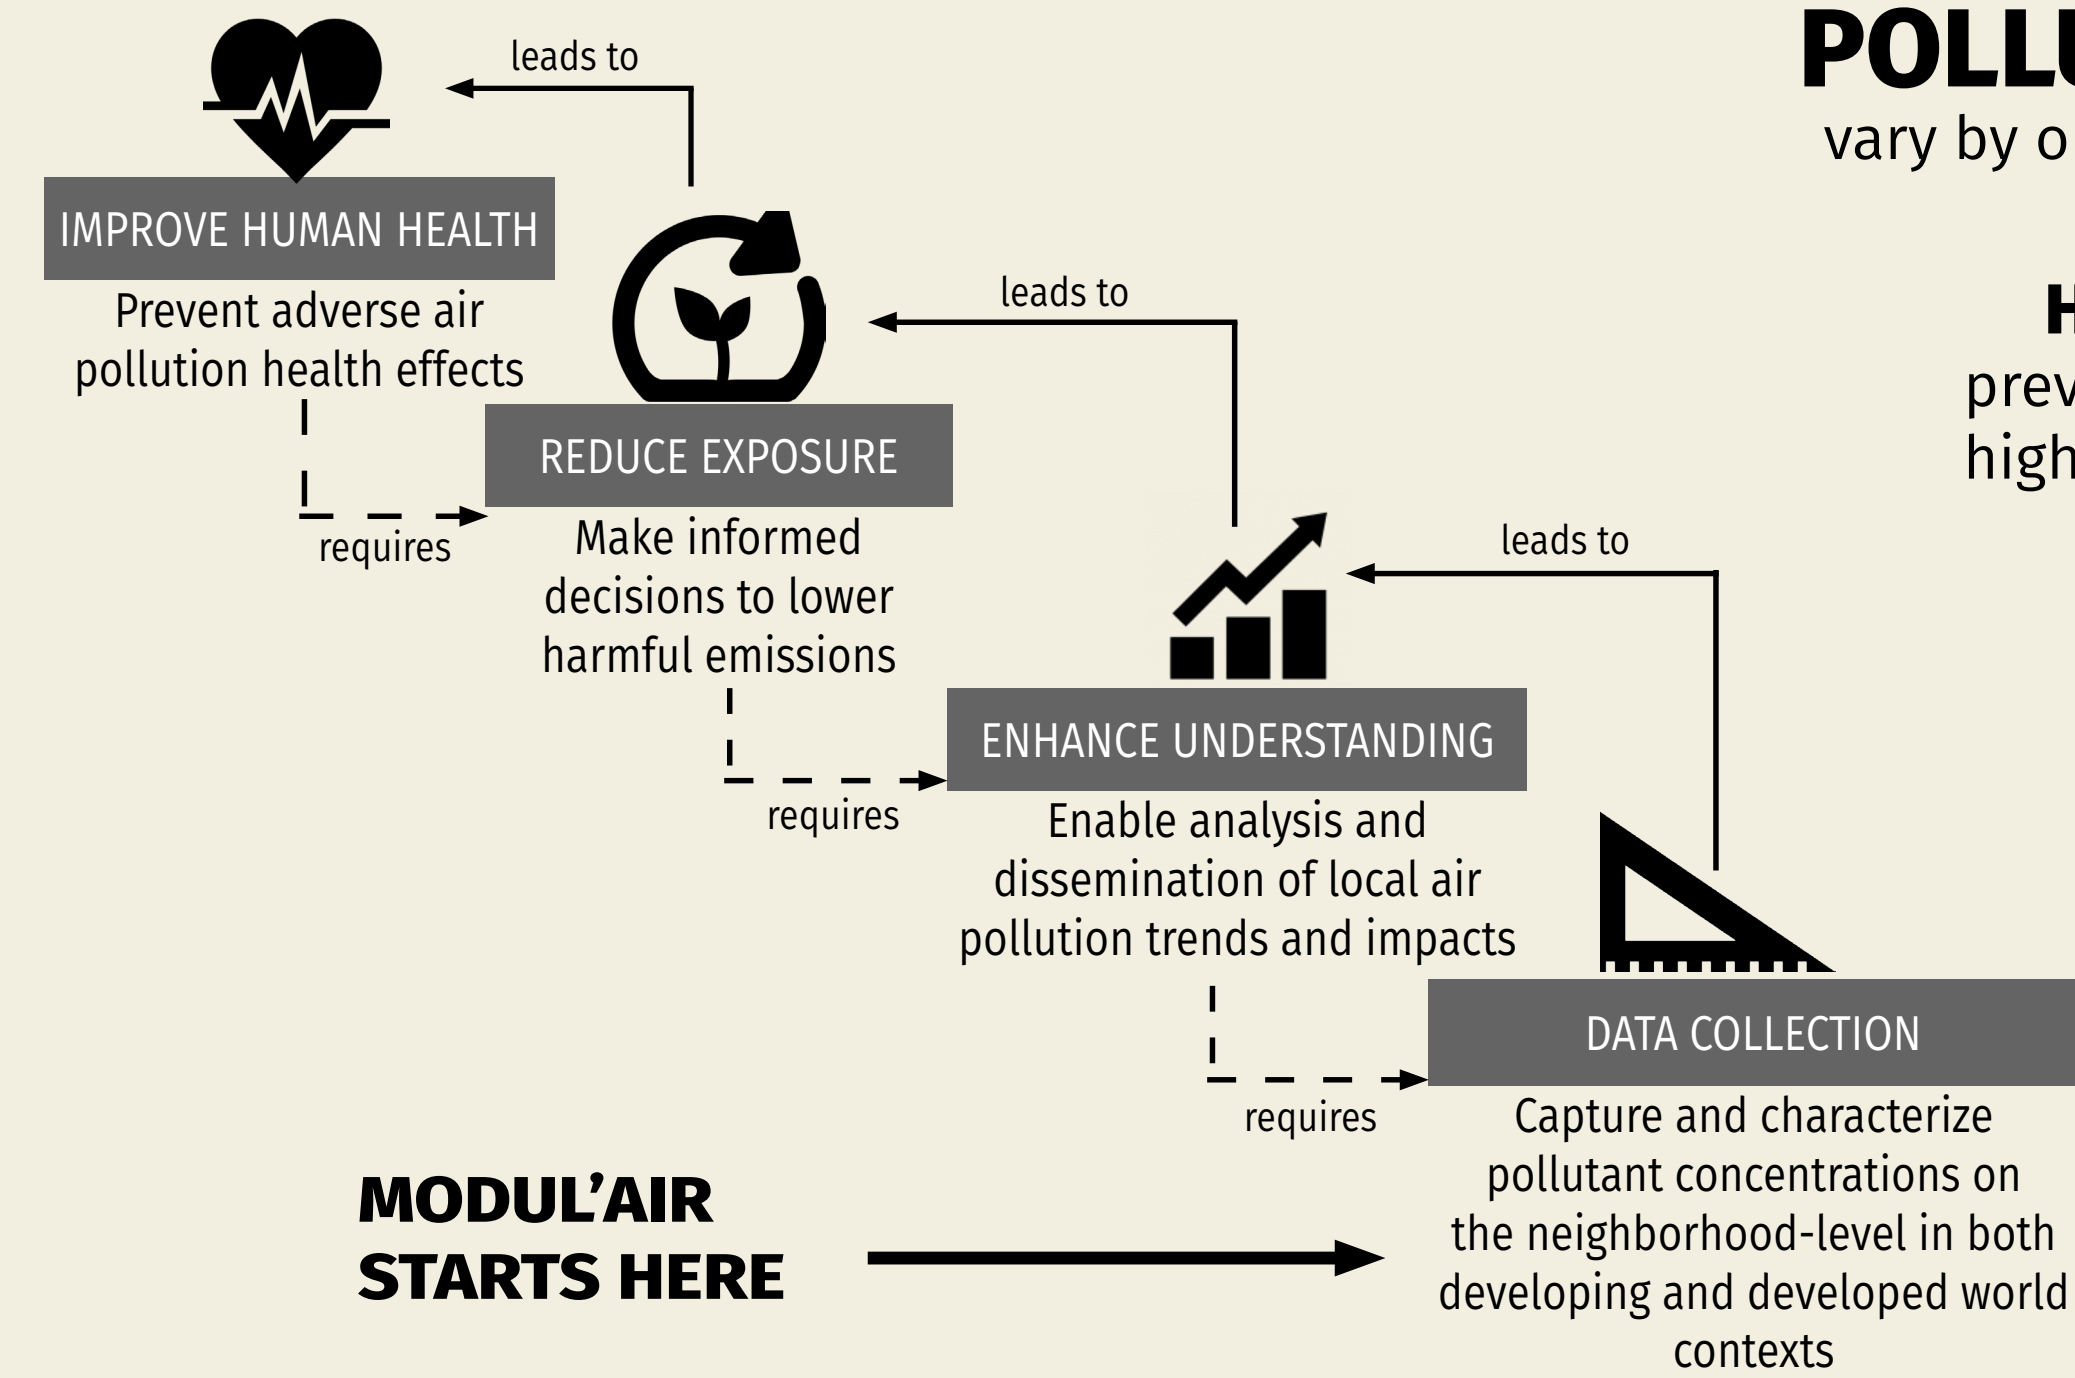 leads to
IMPROVE HUMAN HEALTH
Prevent adverse air
pollution health effects
requires
leads to
REDUCE EXPOSURE
Make informed
decisions to lower
harmful emissions
requires
leads to
ENHANCE UNDERSTANDING
Enable analysis and
dissemination of local air
pollution trends and impacts
requires
DATA COLLECTION
Capture and characterize
pollutant concentrations on
the neighborhood-level in both
developing and developed world
contexts
MODUL’AIR
STARTS HERE
vary by
high